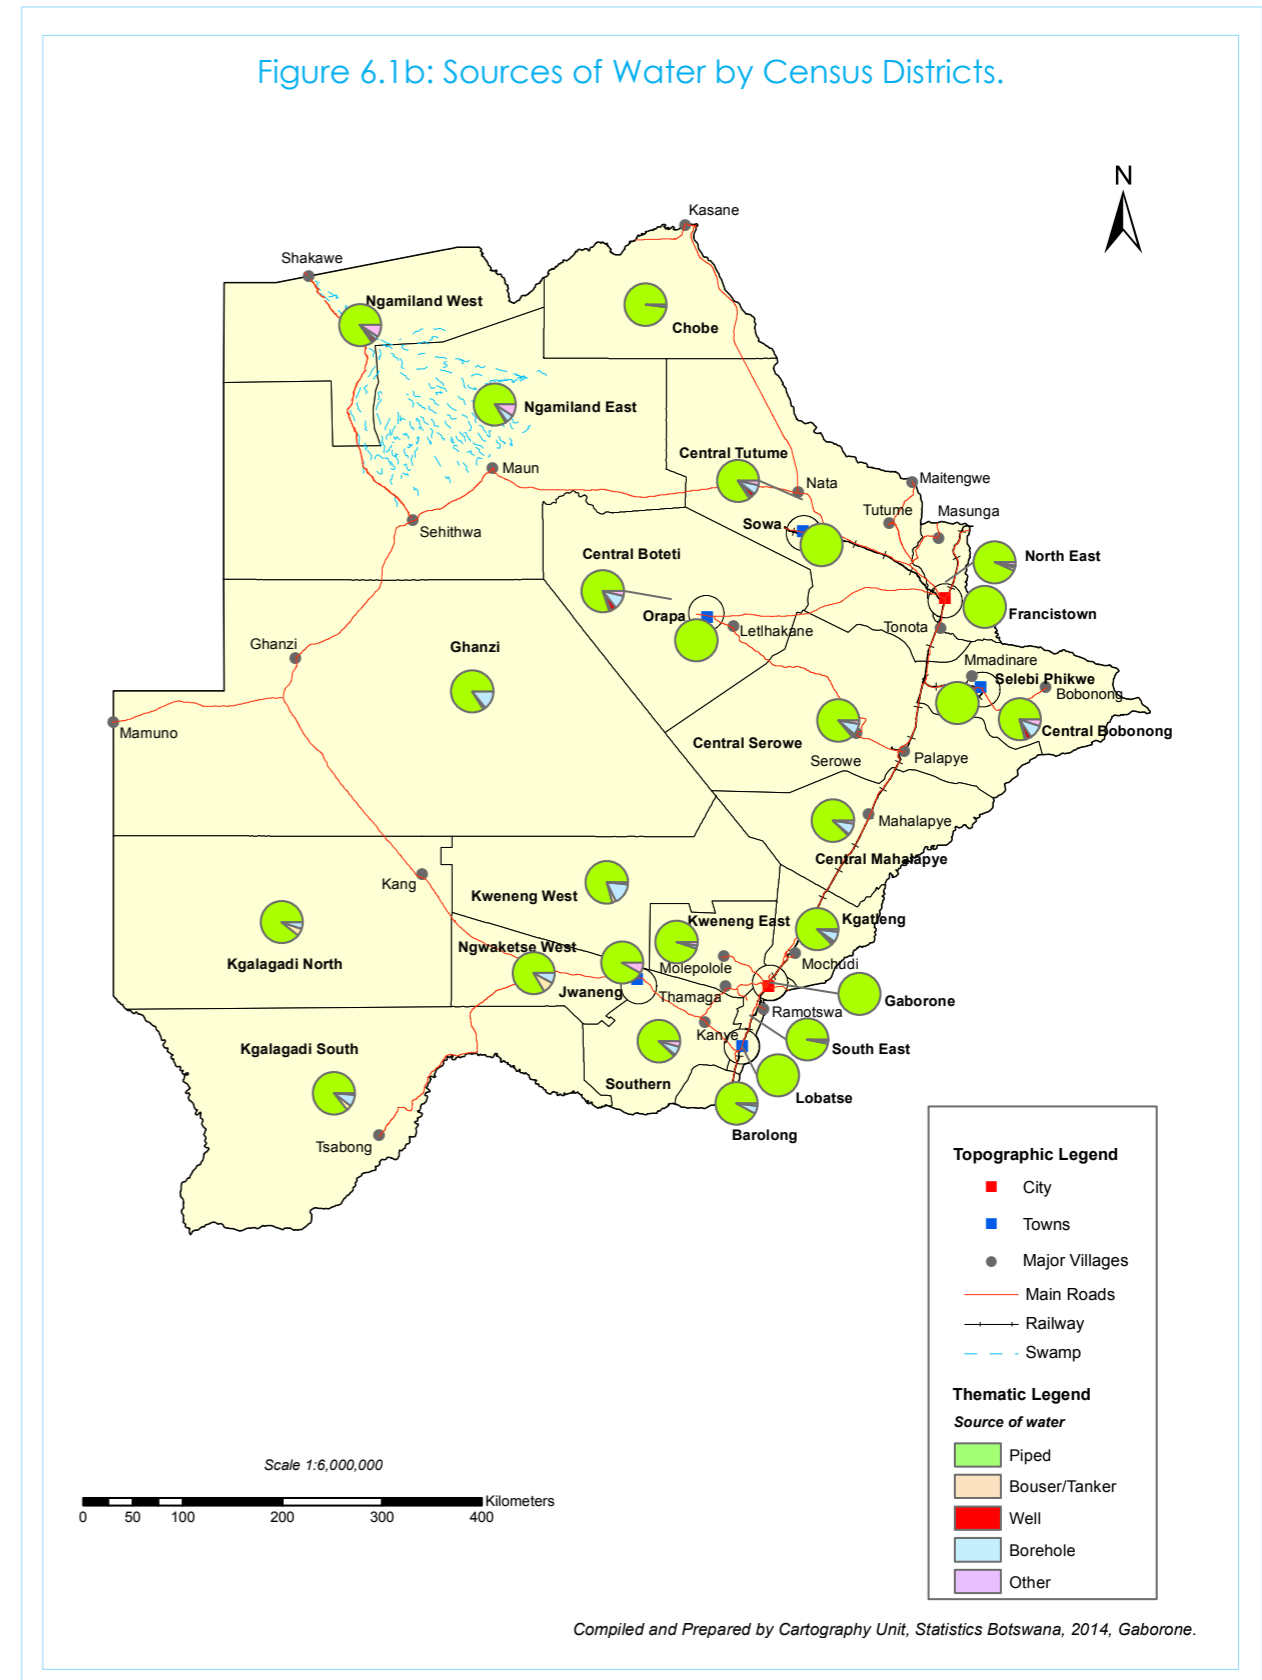 Figure 6.1b: Sources of Water by Census Districts.
N
Kasane
Shakawe
Ngamiland West
Chobe
Ngamiland East
Central Tutume
Maun
Nata
Maitengwe
Tutume
Masunga
Sowa
Sehithwa
Central Boteti
North East
Orapa
Letlhakane
Francistown
Tonota
Ghanzi
Ghanzi
Mmadinare
Selebi Phikwe
Bobonong
Mamuno
Central Serowe
Serowe
Central Bobonong
Palapye
Mahalapye
Central Mahalapye
Kang
Kweneng West
Kweneng East
Kgatleng
Ngwaketse West
Kgalagadi North
Molepolole
Mochudi
Jwaneng
Thamaga
Gaborone
Ramotswa
Kanye
South East
Kgalagadi South
Southern
Lobatse
Barolong
Tsabong
Topographic Legend
City
Towns
Major Villages
Main Roads
Railway
Swamp
Thematic Legend
Source of water
Piped
Bouser/Tanker
Well
Borehole
Other
Scale 1:6,000,000
Kilometers
0 50 100 200 300 400
Compiled and Prepared by Cartography Unit, Statistics Botswana, 2014, Gaborone.